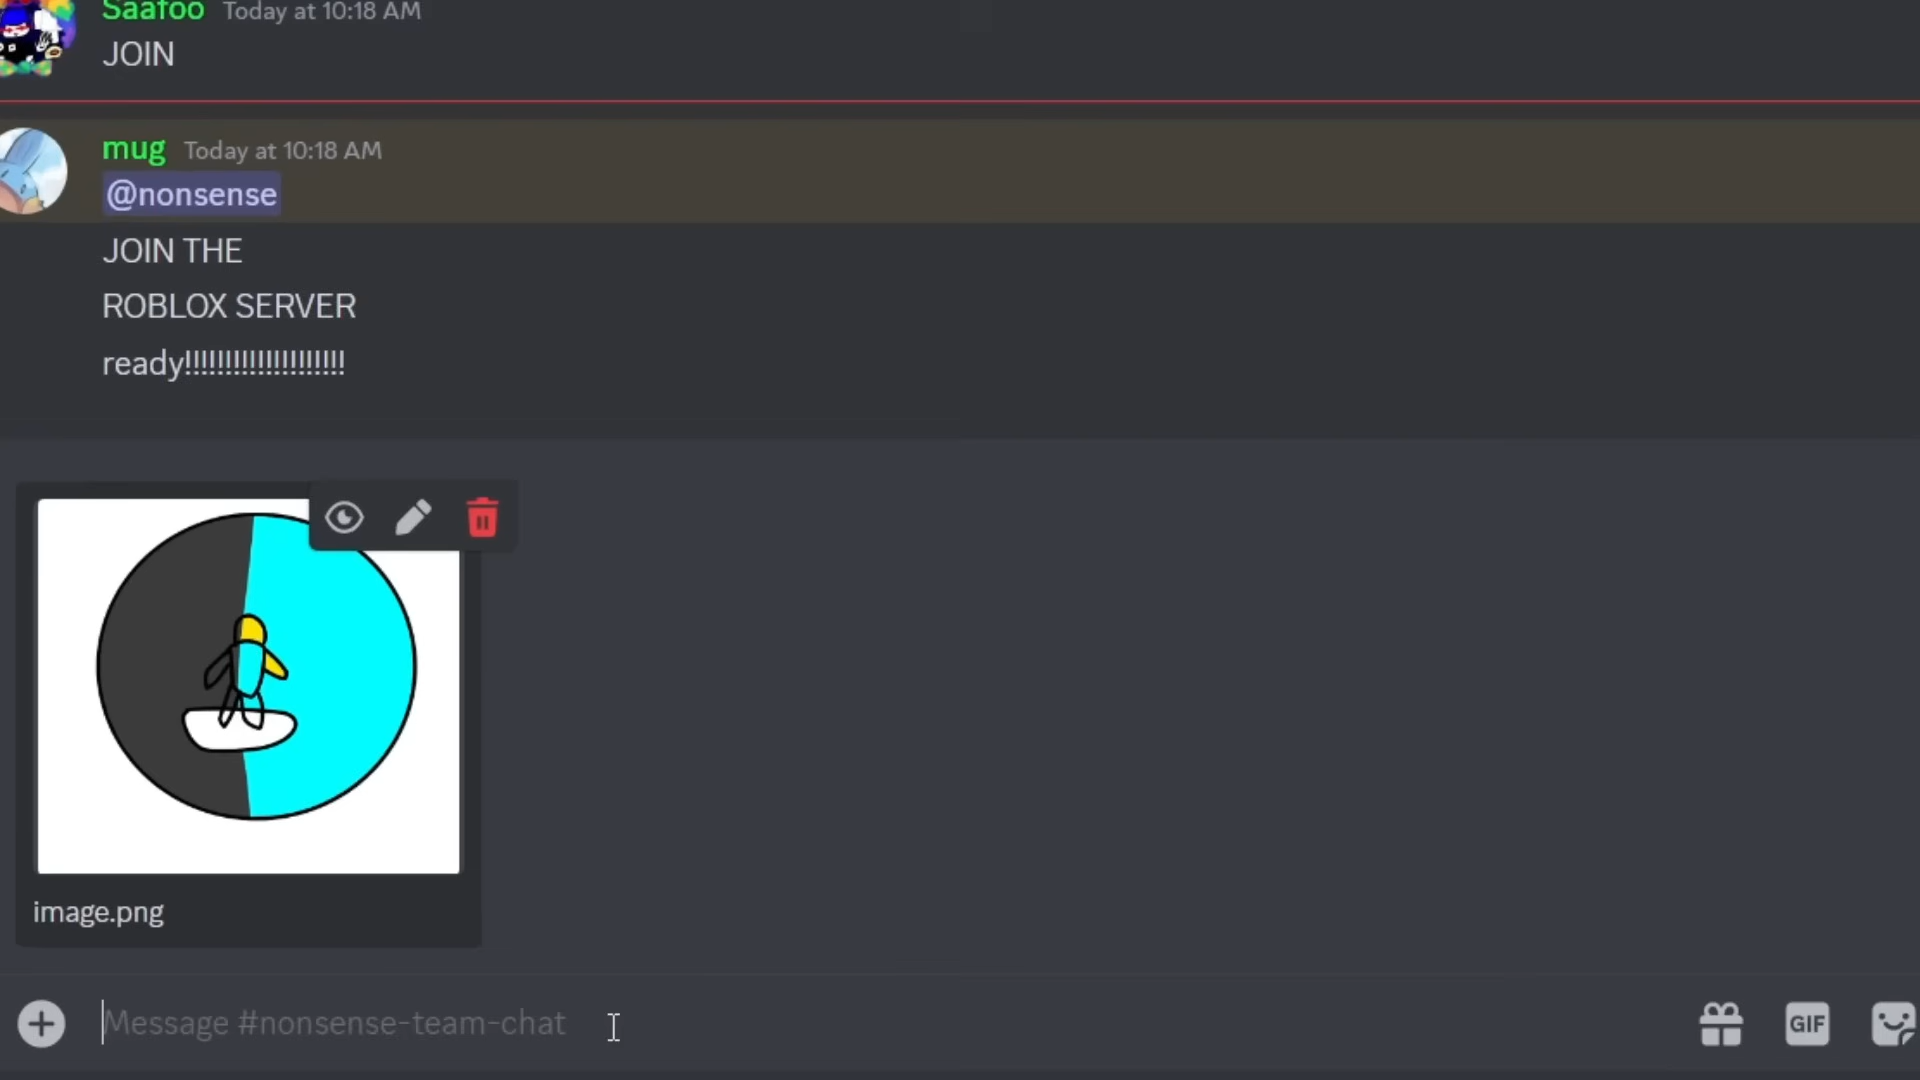 Saafoo Today at 10:18 AM
JOIN
mug Today at 10:18 AM
@nonsense
JOIN THE
ROBLOX SERVER
ready!!!!!!!!!!!!!!!!!!!!
image.png
Message #nonsense-team-chat
GIF